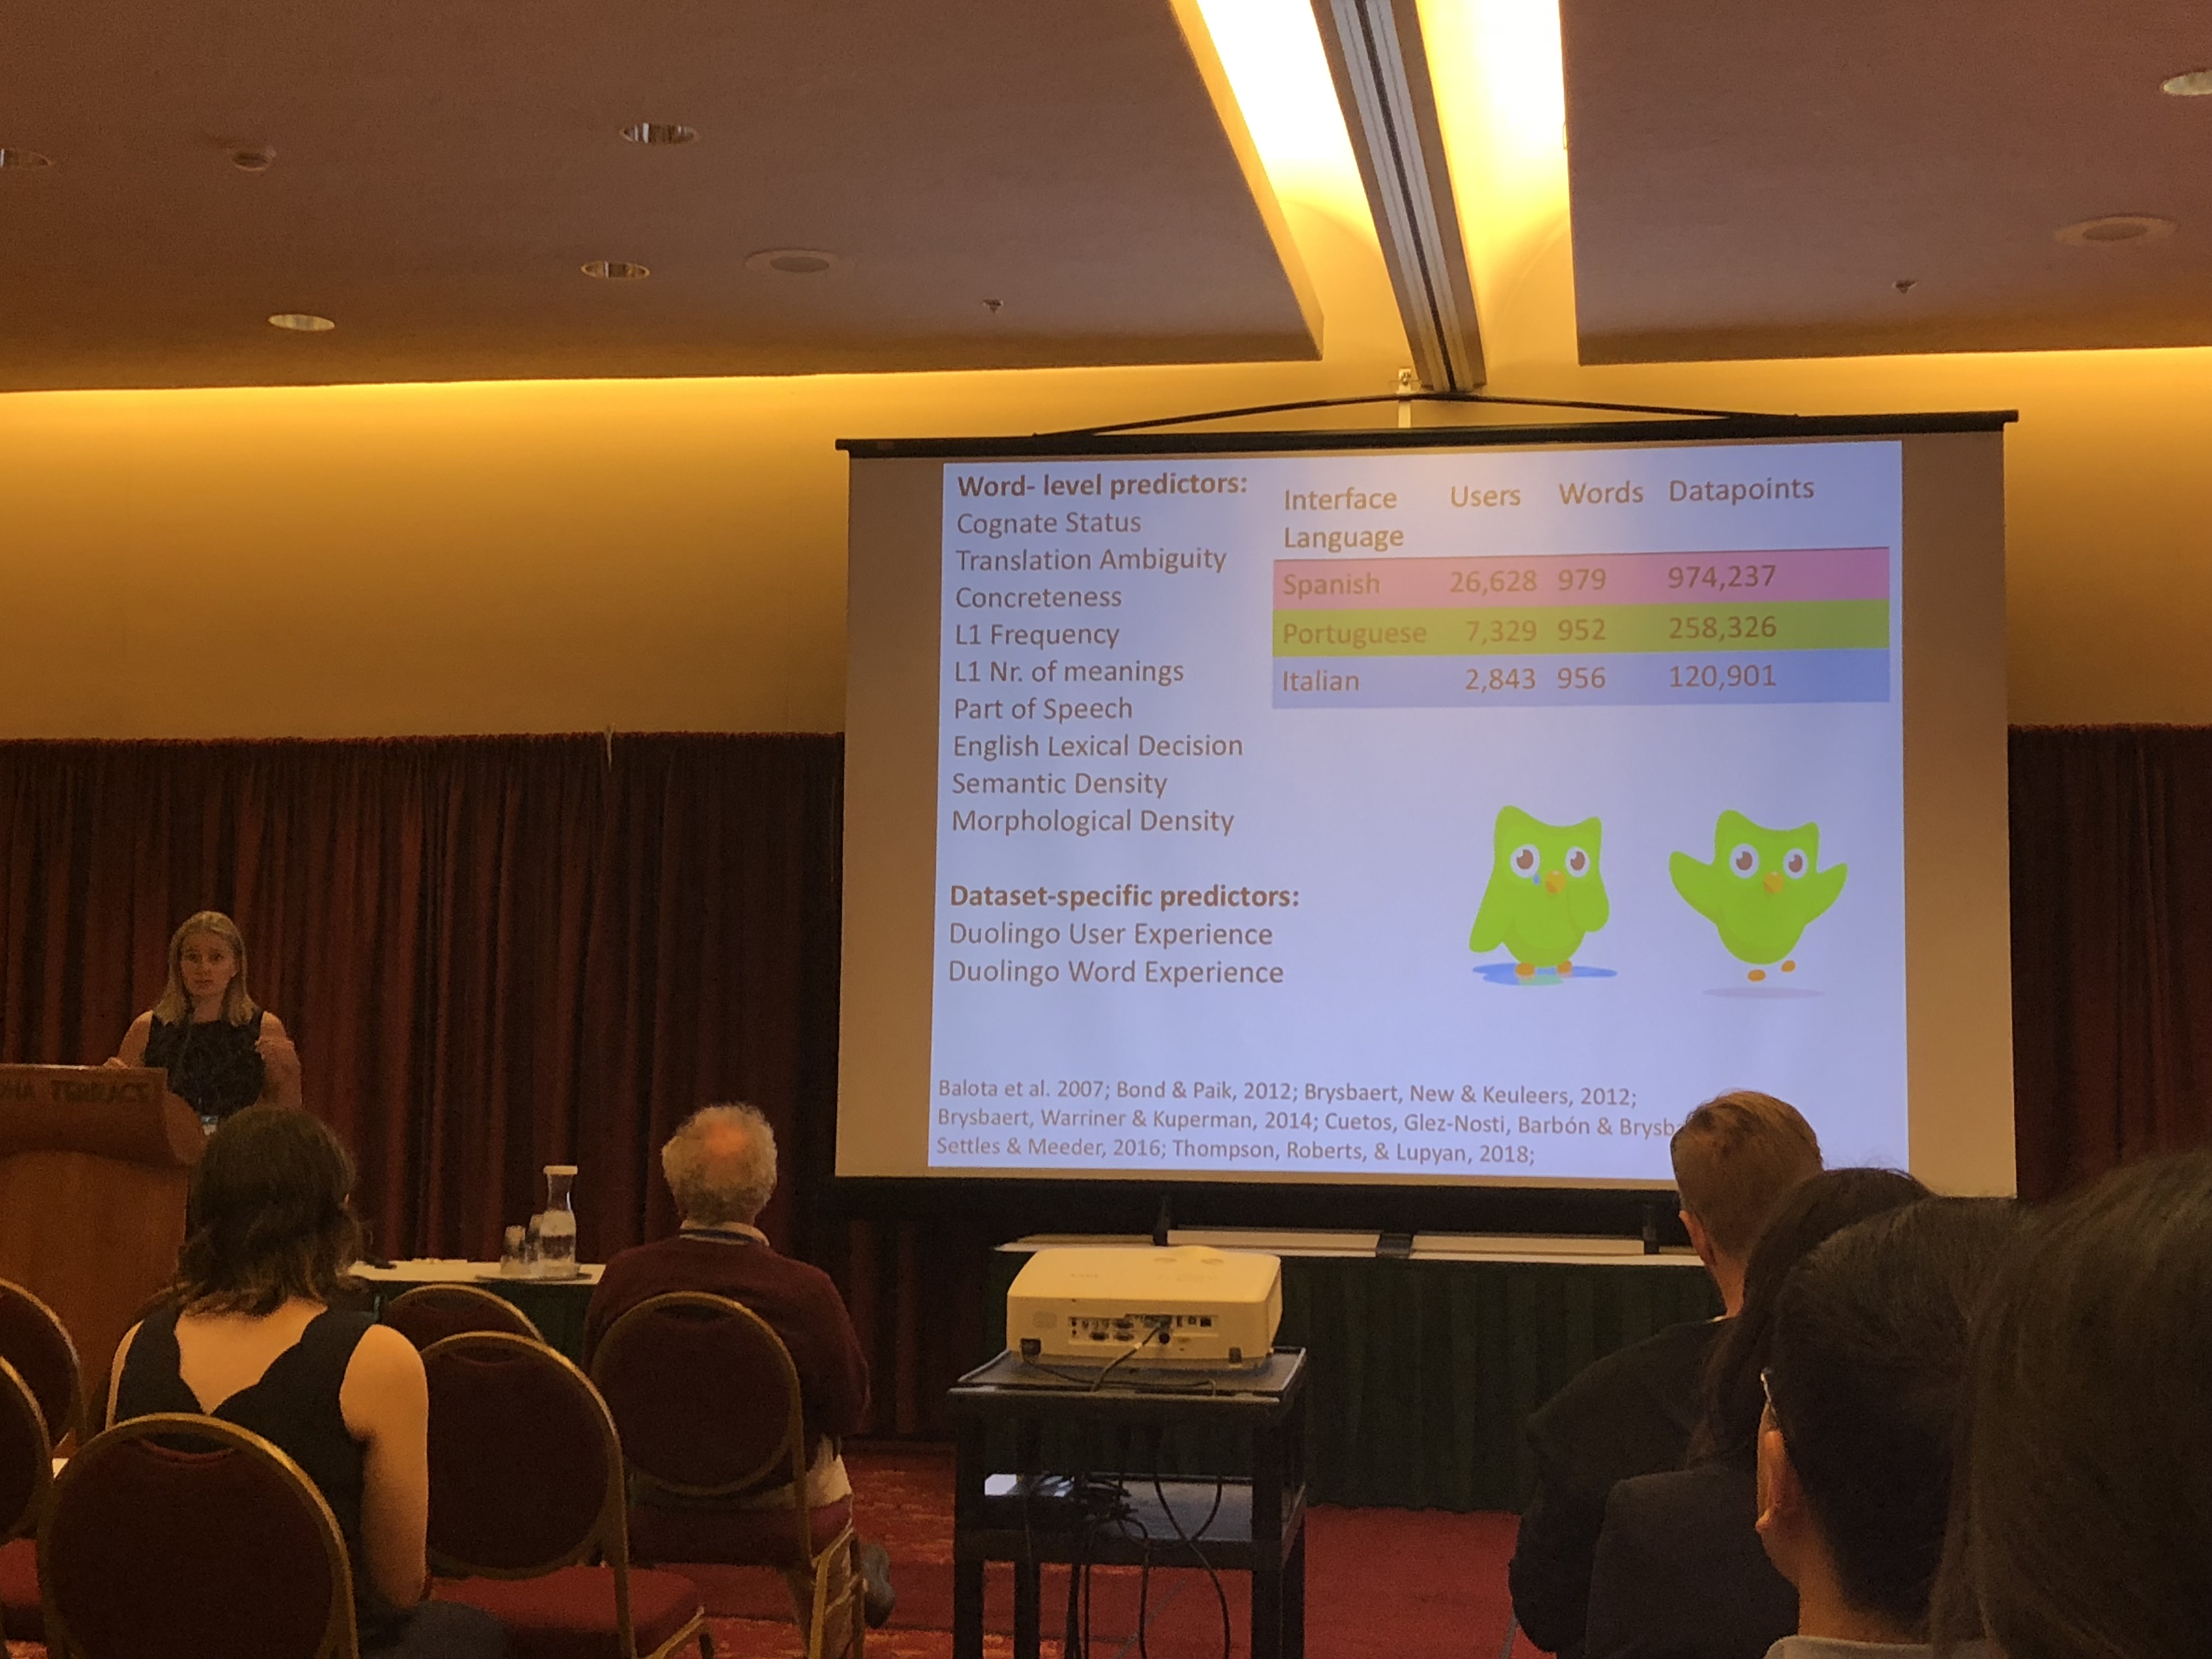 Word- level predictors:
Cognate Status
Translation Ambiguity
Concreteness
L1 Frequency
L1 Nr. of meanings
Part of Speech
English Lexical Decision
Semantic Density
Morphological Density
Dataset-specific predictors:
Duolingo User Experience
Duolingo Word Experience
Interface Users Words Datapoints
Language
Spanish 26,628 979 974,237
Portuguese 7,329 952 258,326
Italian 2,843 956 120,901
Balota et al. 2007; Bond & Paik, 2012; Brysbaert, New & Keuleers, 2012;
Brysbaert, Warriner & Kuperman, 2014; Cuetos, Glez-Nosti, Barbón &
Settles & Meeder, 2016; Thompson, Roberts, & Lupyan, 2018;
TERRACE